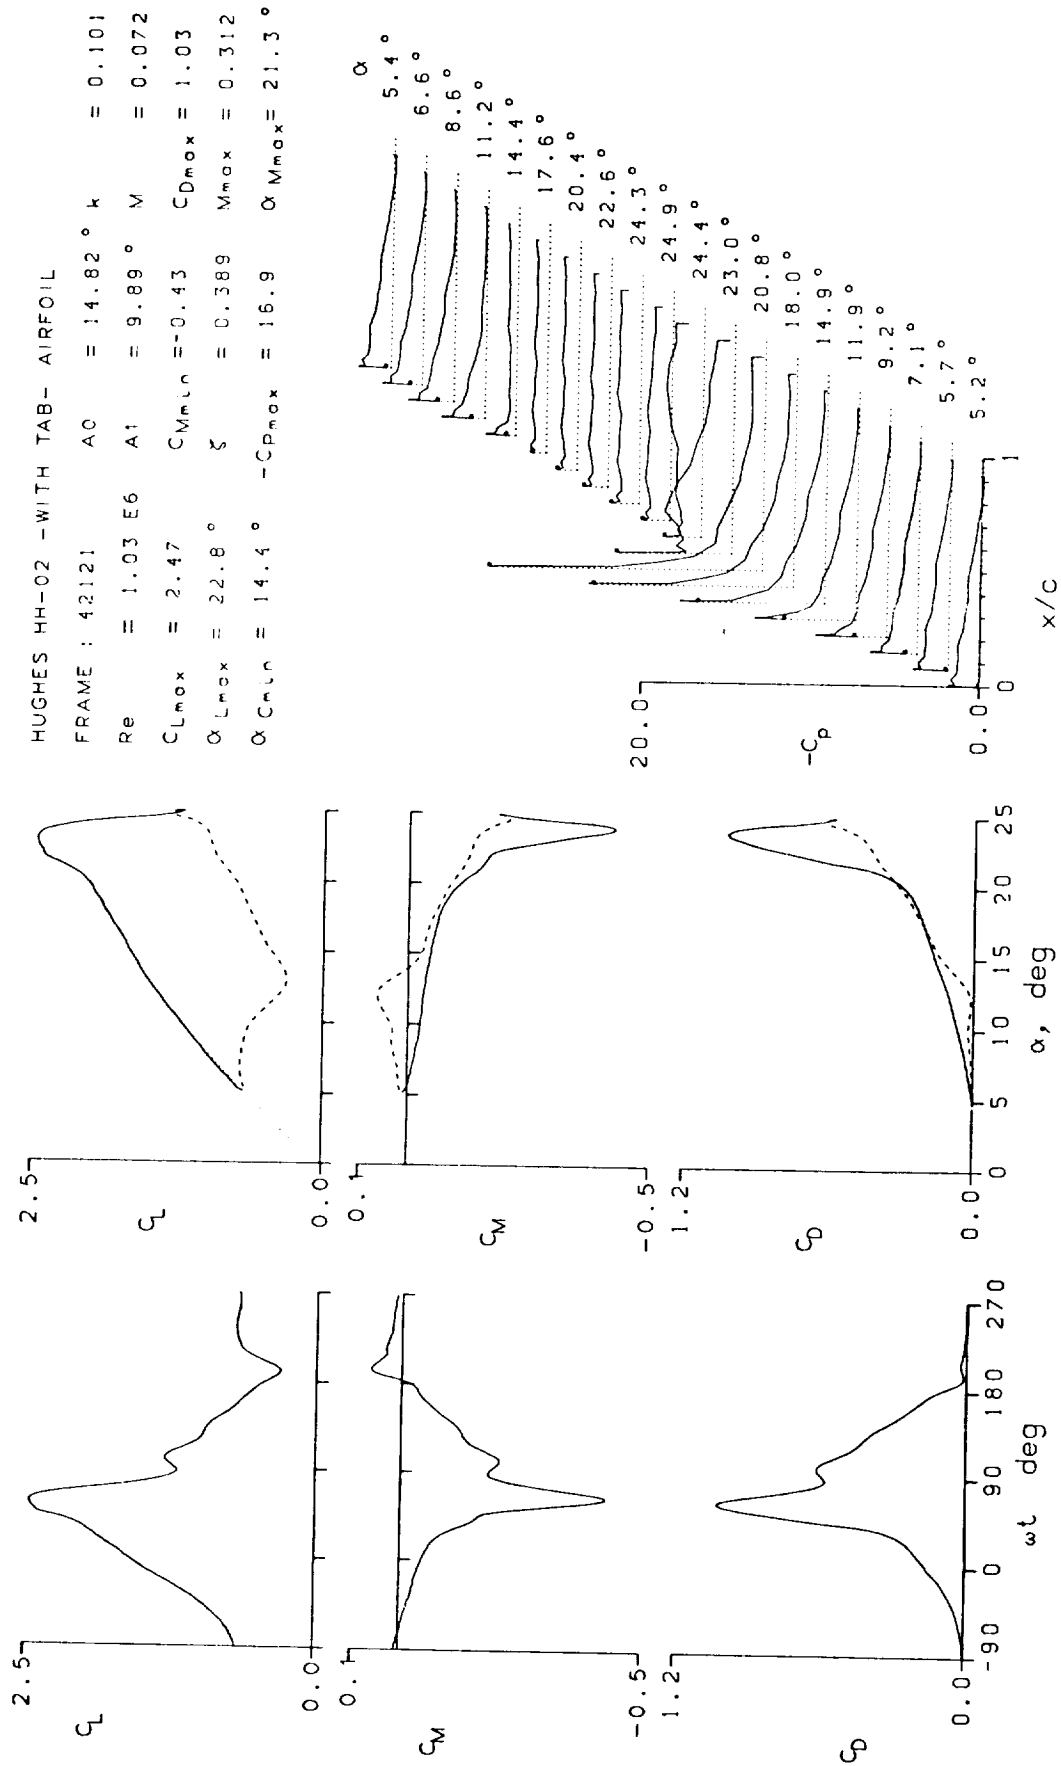 HUGHES HH-02 -WITH TAB- AIRFOIL
FRAME : 42121 A0 = 14.82° k = 0.101
Re = 1.03 E6 A1 = 9.89° M = 0.072
CLmax = 2.47 CMmin =-0.43 CDmax = 1.03
αLmax = 22.8° ζ = 0.389 Mmax = 0.312
αCmin = 14.4° -CPmax = 16.9 αMmax= 21.3°
2.5
CL
0.0
0.1
CM
-0.5
1.2
CD
0.0
-90 0 90 180 270
ωt deg
2.5
CL
0.0
0.1
CM
-0.5
1.2
CD
0.0
0 5 10 15 20 25
α, deg
20.0
-Cp
0.0
0 1
x/c
α
5.4°
6.6°
8.6°
11.2°
14.4°
17.6°
20.4°
22.6°
24.3°
24.9°
24.4°
23.0°
20.8°
18.0°
14.9°
11.9°
9.2°
7.1°
5.7°
5.2°